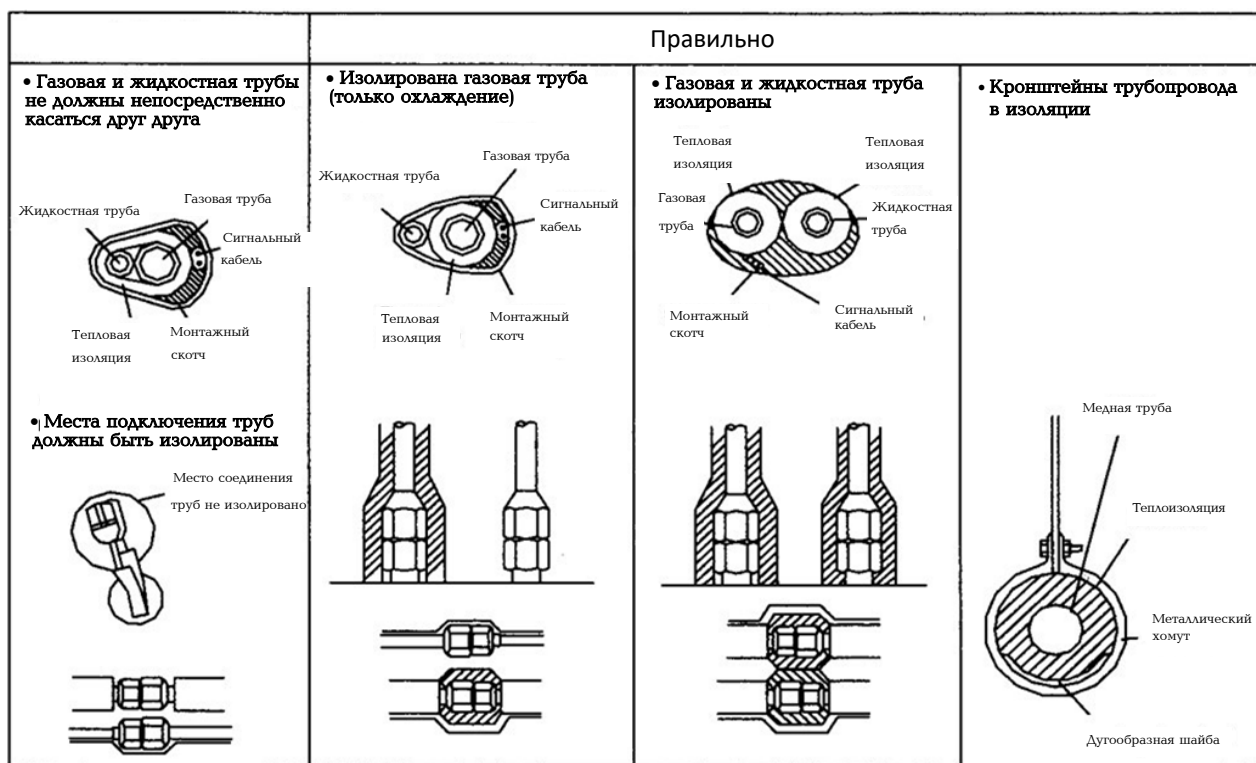 Правильно
• Газовая и жидкостная трубы
не должны непосредственно
касаться друг друга
Жидкостная труба
Газовая труба
Сигнальный
кабель
Тепловая
изоляция
Монтажный
скотч
• Места подключения труб
должны быть изолированы
Место соединения
труб не изолировано
• Изолирована газовая труба
(только охлаждение)
Газовая труба
Жидкостная труба
Сигнальный
кабель
Тепловая
изоляция
Монтажный
скотч
• Газовая и жидкостная труба
изолированы
Тепловая
изоляция
Тепловая
изоляция
Газовая
труба
Жидкостная
труба
Монтажный
скотч
Сигнальный
кабель
• Кронштейны трубопровода
в изоляции
Медная труба
Теплоизоляция
Металлический
хомут
Дугообразная шайба